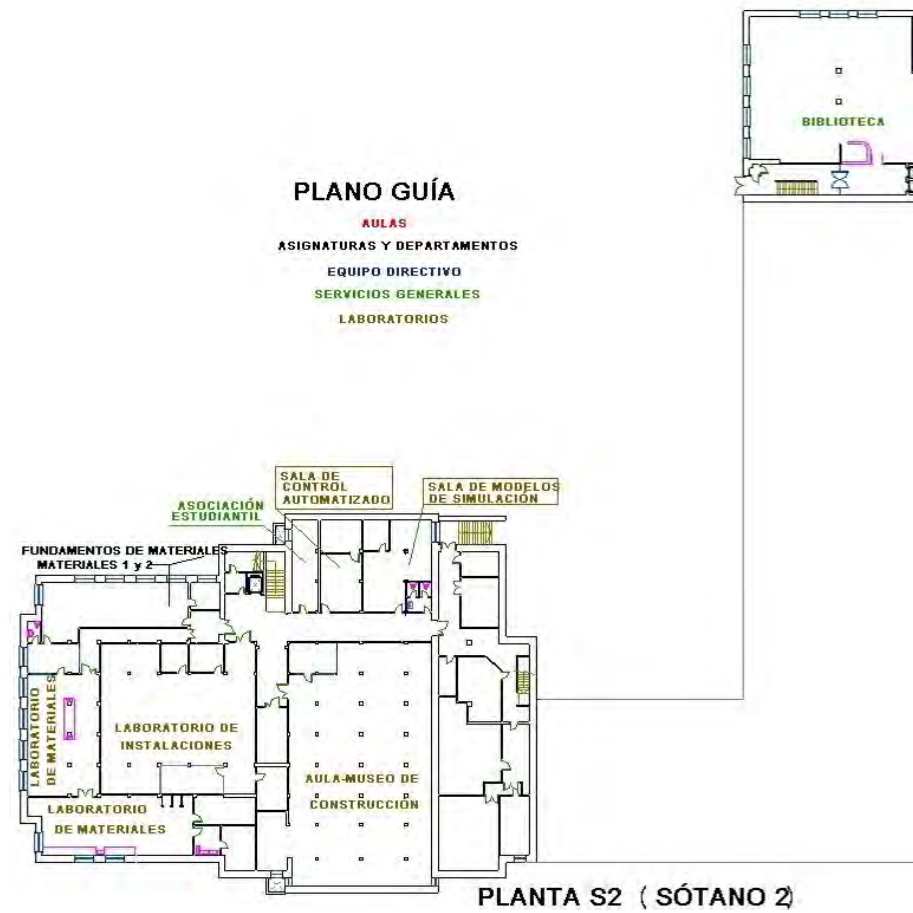 BIBLIOTECA
PLANO GUÍA
AULAS
ASIGNATURAS Y DEPARTAMENTOS
EQUIPO DIRECTIVO
SERVICIOS GENERALES
LABORATORIOS
SALA DE
CONTROL
AUTOMATIZADO
SALA DE MODELOS
DE SIMULACIÓN
ASOCIACIÓN
ESTUDIANTIL
FUNDAMENTOS DE MATERIALES
MATERIALES 1 y 2
LABORATORIO
DE MATERIALES
LABORATORIO DE
INSTALACIONES
AULA-MUSEO DE
CONSTRUCCIÓN
LABORATORIO
DE MATERIALES
PLANTA S2 ( SÓTANO 2)